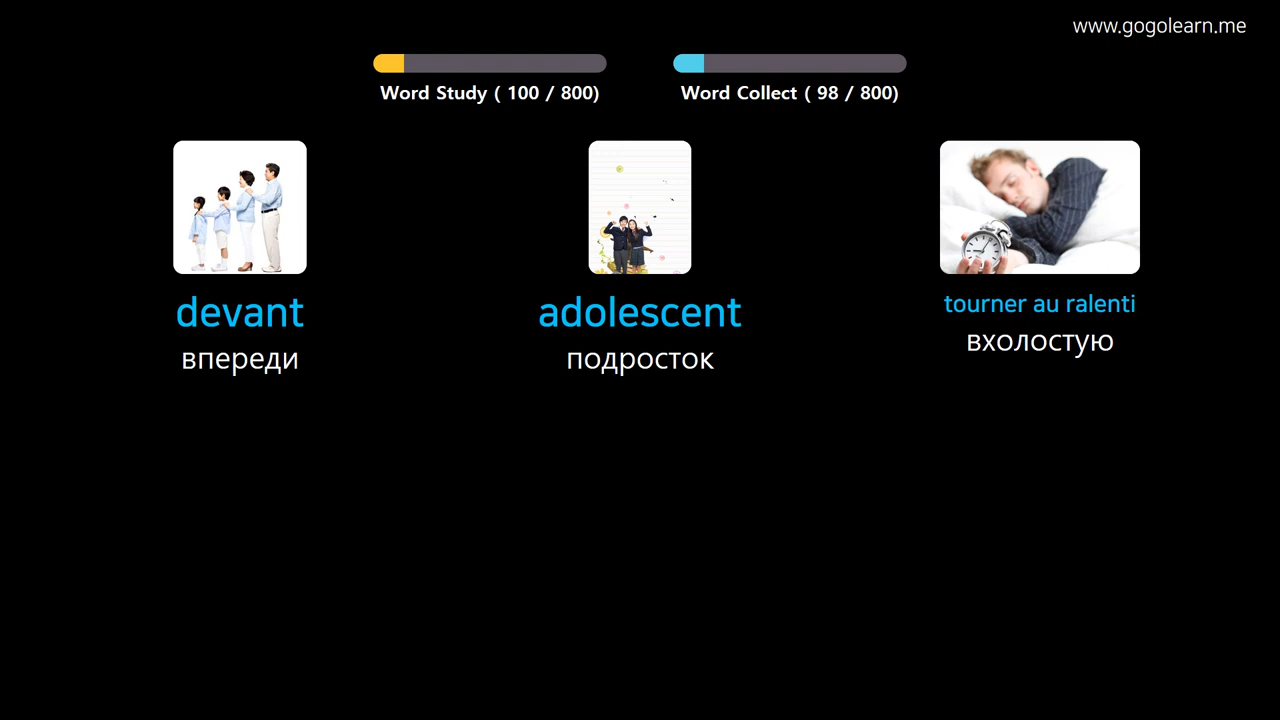 www.gogolearn.me
Word Study ( 100 / 800)
Word Collect ( 98 / 800)
devant
впереди
adolescent
подросток
tourner au ralenti
вхолостую